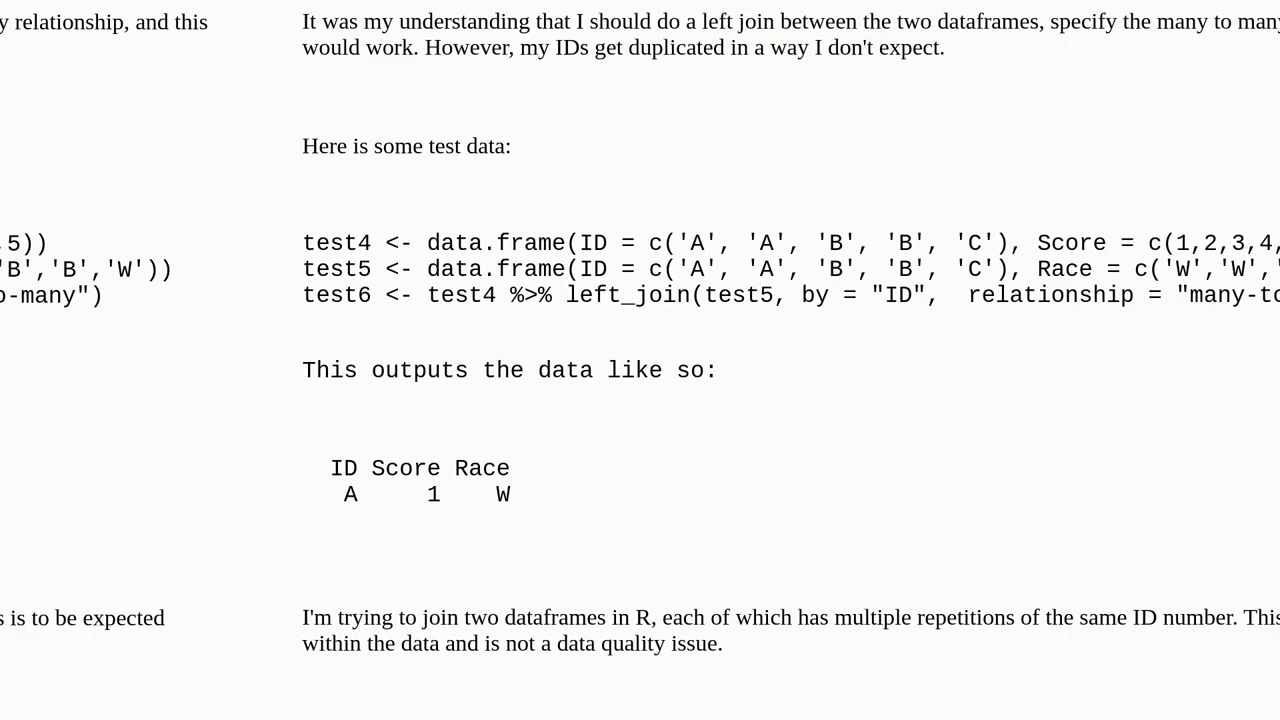 y relationship, and this
It was my understanding that I should do a left join between the two dataframes, specify the many to many
would work. However, my IDs get duplicated in a way I don't expect.
Here is some test data:
,5))
'B','B','W'))
o-many")
test4 <- data.frame(ID = c('A', 'A', 'B', 'B', 'C'), Score = c(1,2,3,4,
test5 <- data.frame(ID = c('A', 'A', 'B', 'B', 'C'), Race = c('W','W','
test6 <- test4 %>% left_join(test5, by = "ID",  relationship = "many-to
This outputs the data like so:
ID Score Race
A     1    W
s is to be expected
I'm trying to join two dataframes in R, each of which has multiple repetitions of the same ID number. This
within the data and is not a data quality issue.